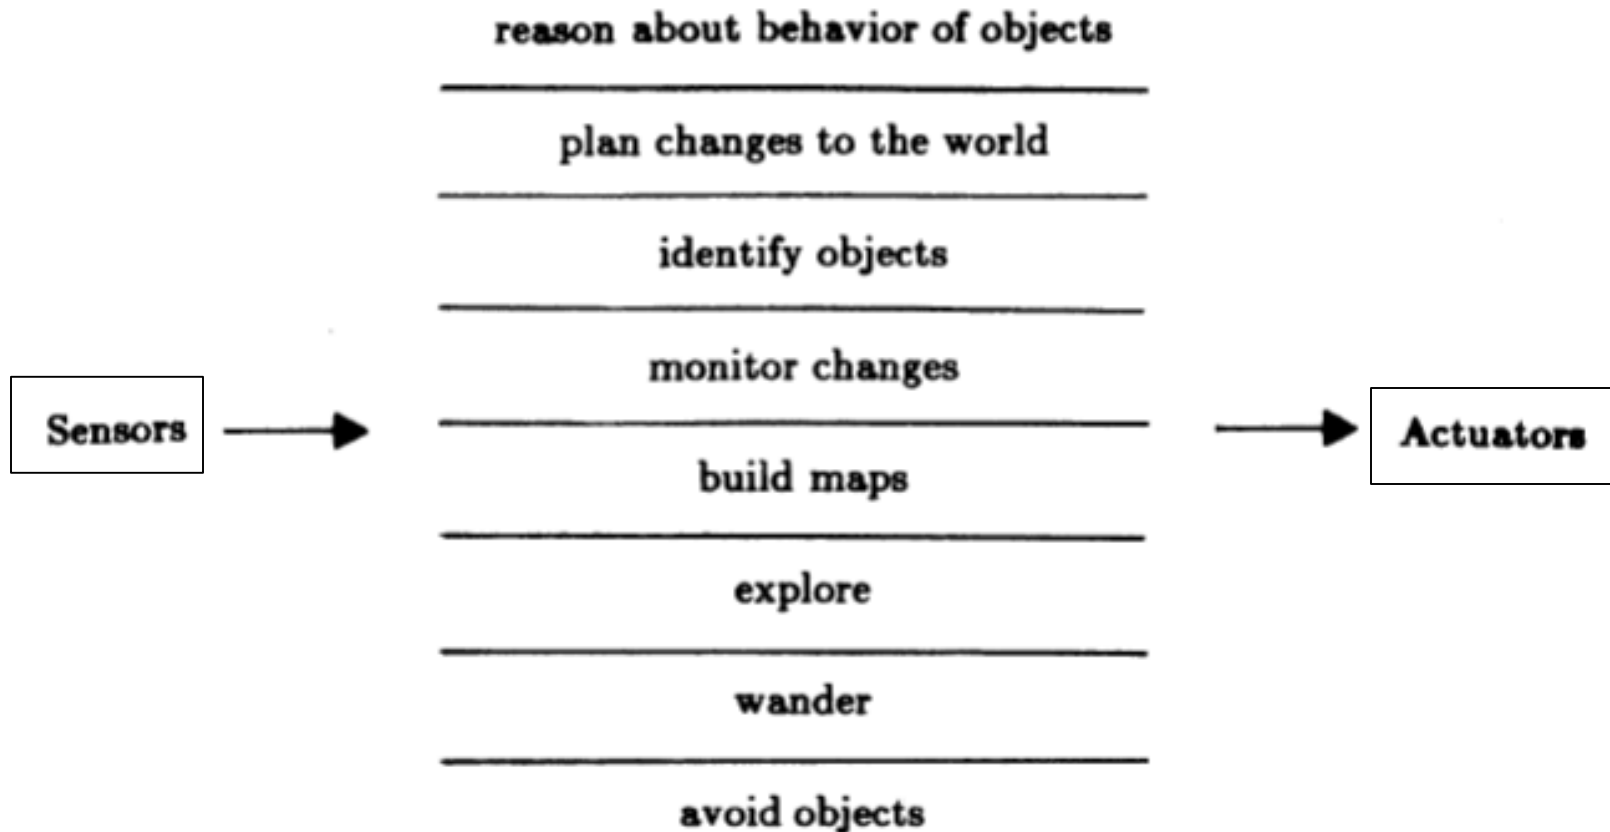 reason about behavior of objects
plan changes to the world
identify objects
monitor changes
Sensors
Actuators
build maps
explore
wander
avoid objects